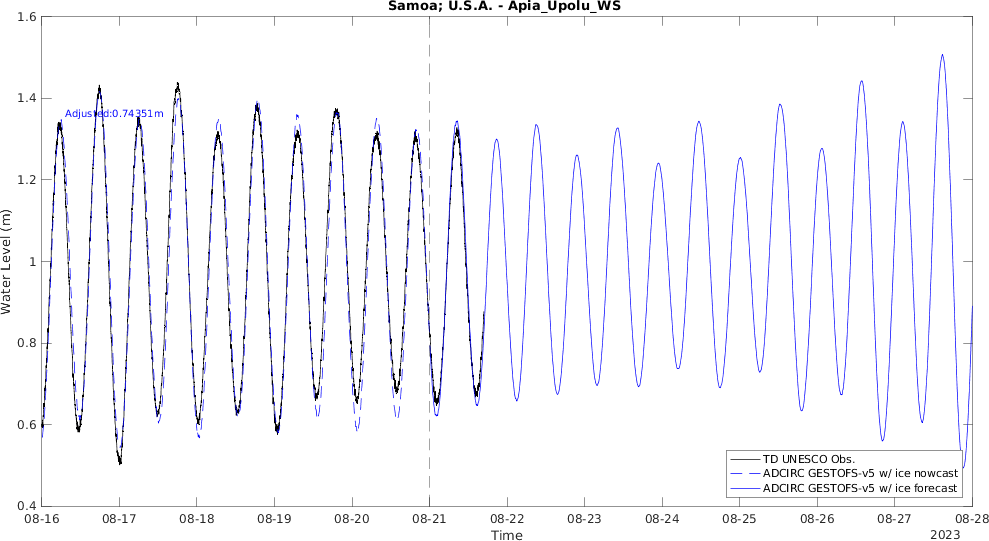 Samoa; U.S.A. - Apia_Upolu_WS
1.6
1.4
1.2
1
0.8
0.6
0.4
Water Level (m)
Adjusted:0.74351m
TD UNESCO Obs.
ADCIRC GESTOFS-v5 w/ ice nowcast
ADCIRC GESTOFS-v5 w/ ice forecast
08-16 08-17 08-18 08-19 08-20 08-21 08-22 08-23 08-24 08-25 08-26 08-27 08-28
Time
2023